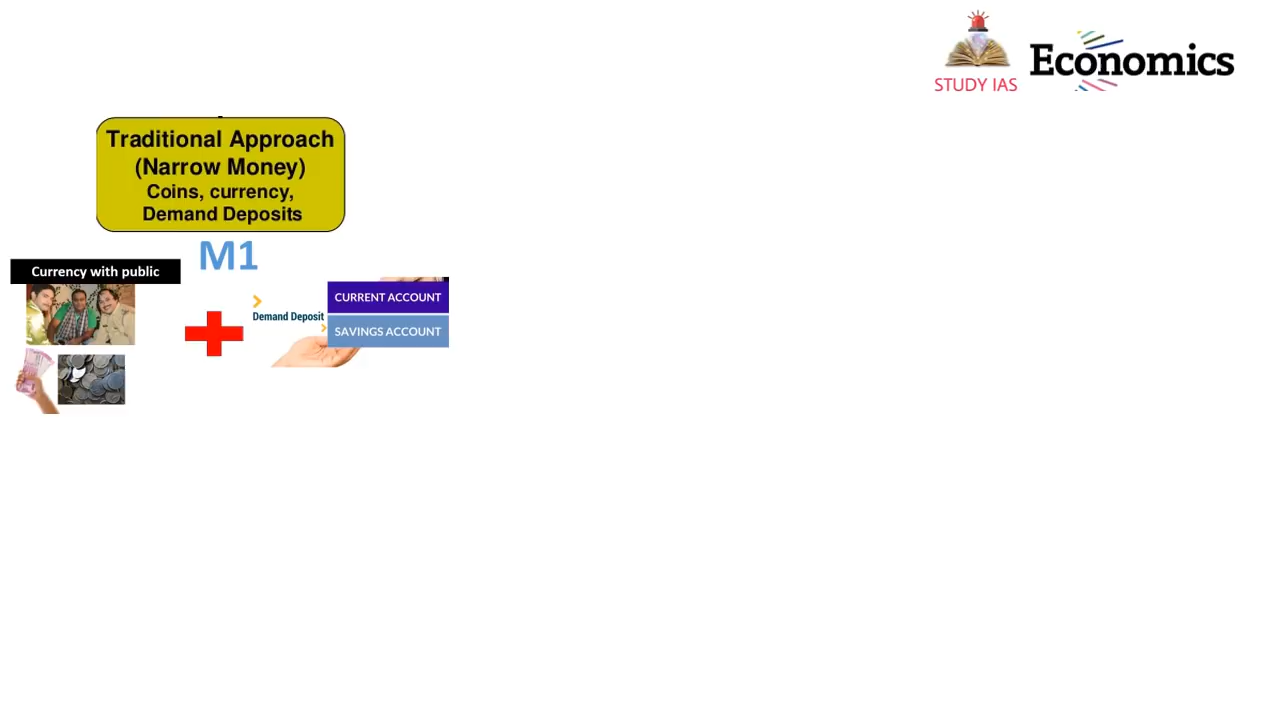 STUDY IAS
Economics
Traditional Approach
(Narrow Money)
Coins, currency,
Demand Deposits
M1
Currency with public
Demand Deposit
CURRENT ACCOUNT
SAVINGS ACCOUNT